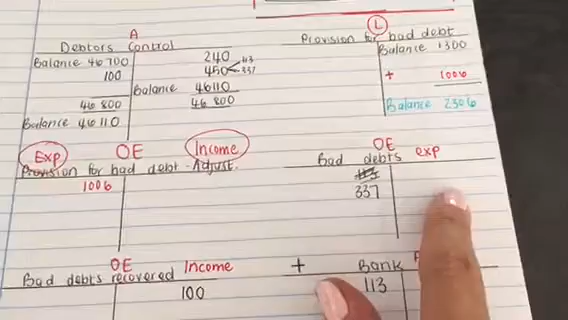 A
Debtors Control
Balance 46 700
100
46 800
Balance 46 110
240
450 < 113
337
Balance 46110
46 800
L
Provision for bad debt
Balance 1300
+ 1006
Balance 2306
Exp OE Income
Provision for bad debt - Adjust.
1006
OE exp
Bad debts
113
337
OE Income
Bad debts recovered
100
+
Bank
113